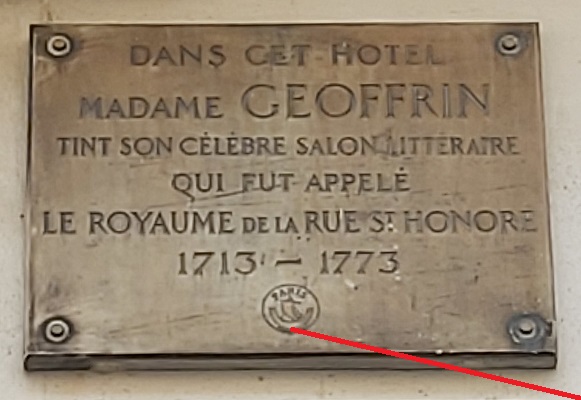 DANS CET HOTEL
MADAME GEOFFRIN
TINT SON CÉLÈBRE SALON LITTERAIRE
QUI FUT APPELÉ
LE ROYAUME DE LA RUE ST HONORE
1713 – 1773
PARIS